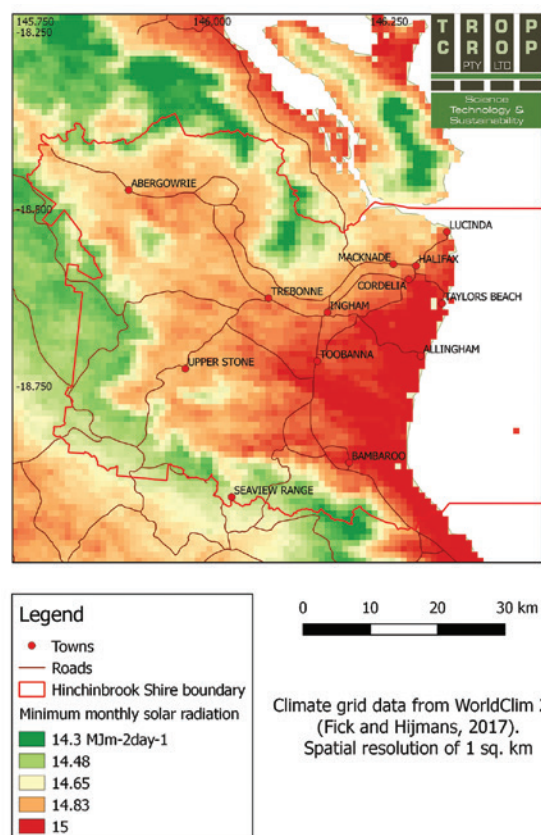 145.750
146.000
146.250
-18.250
TROP
CROP
PTY LTD
Science
Technology &
Sustainability
ABERGOWRIE
-18.500
LUCINDA
MACKNADE
HALIFAX
CORDELIA
TREBONNE
TAYLORS BEACH
INGHAM
TOOBANNA
ALLINGHAM
-18.750
UPPER STONE
BAMBAROO
SEAVIEW RANGE
Legend
Towns
Roads
Hinchinbrook Shire boundary
Minimum monthly solar radiation
14.3 MJm-2day-1
14.48
14.65
14.83
15
0 10 20 30 km
Climate grid data from WorldClim
(Fick and Hijmans, 2017).
Spatial resolution of 1 sq. km